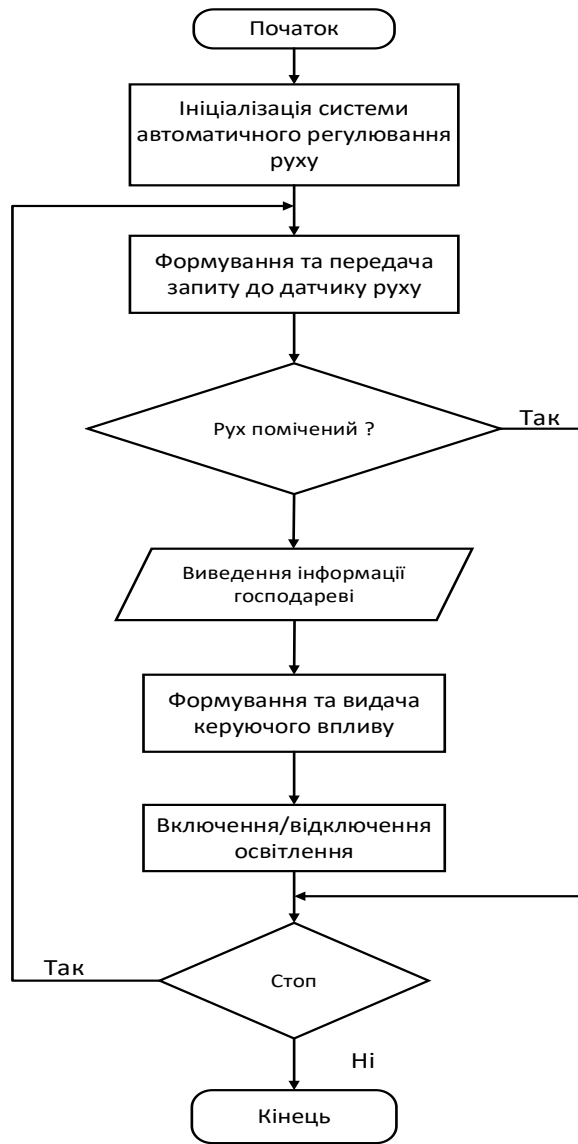 Початок
Ініціалізація системи
автоматичного регулювання
руху
Формування та передача
запиту до датчику руху
Рух помічений ?
Так
Виведення інформації
господареві
Формування та видача
керуючого впливу
Включення/відключення
освітлення
Так
Стоп
Ні
Кінець